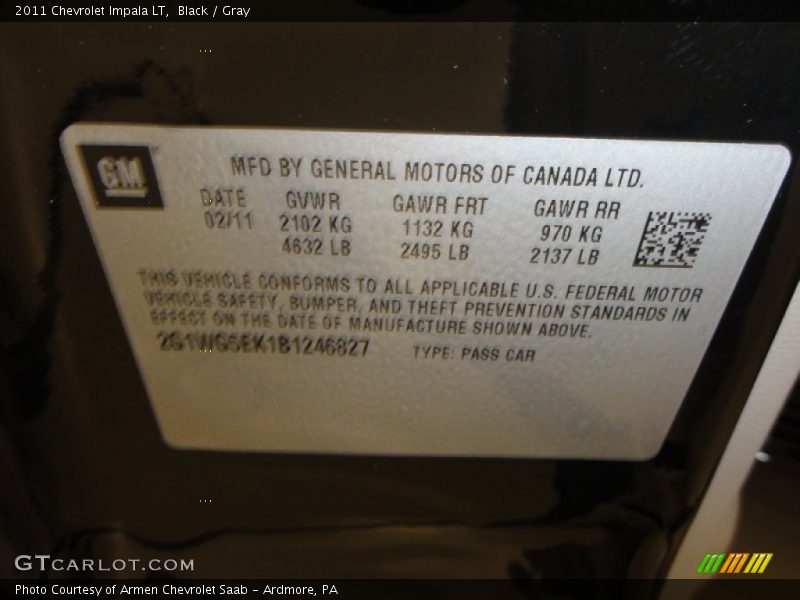 2011 Chevrolet Impala LT, Black / Gray
GM
MFD BY GENERAL MOTORS OF CANADA LTD.
DATE GVWR GAWR FRT GAWR RR
02/11 2102 KG 1132 KG 970 KG
4632 LB 2495 LB 2137 LB
THIS VEHICLE CONFORMS TO ALL APPLICABLE U.S. FEDERAL MOTOR
VEHICLE SAFETY, BUMPER, AND THEFT PREVENTION STANDARDS IN
EFFECT ON THE DATE OF MANUFACTURE SHOWN ABOVE.
2G1WG5EK1B1246827 TYPE: PASS CAR
GTCARLOT.COM
Photo Courtesy of Armen Chevrolet Saab - Ardmore, PA